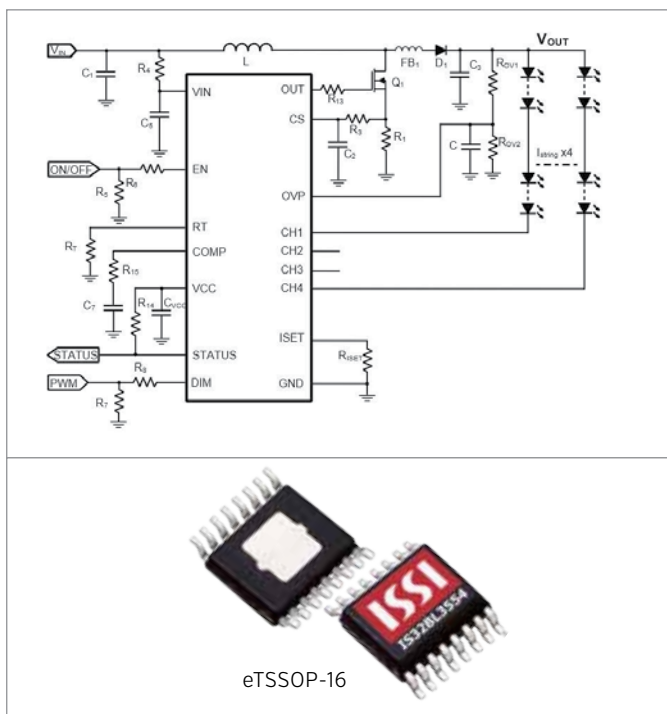 VIN
C1
R4
L
FB1
D1
C3
VOUT
ROV1
VIN
OUT
R13
Q1
C5
CS
R3
C2
R1
C
ROV2
Istring x4
ON/OFF
R6
EN
R5
OVP
RT
R7
CH1
COMP
CH2
R15
CH3
VCC
CH4
C7
R14
CVCC
ISET
RISET
STATUS
STATUS
PWM
R8
DIM
GND
R7
ISSI
IS32BL3554
eTSSOP-16